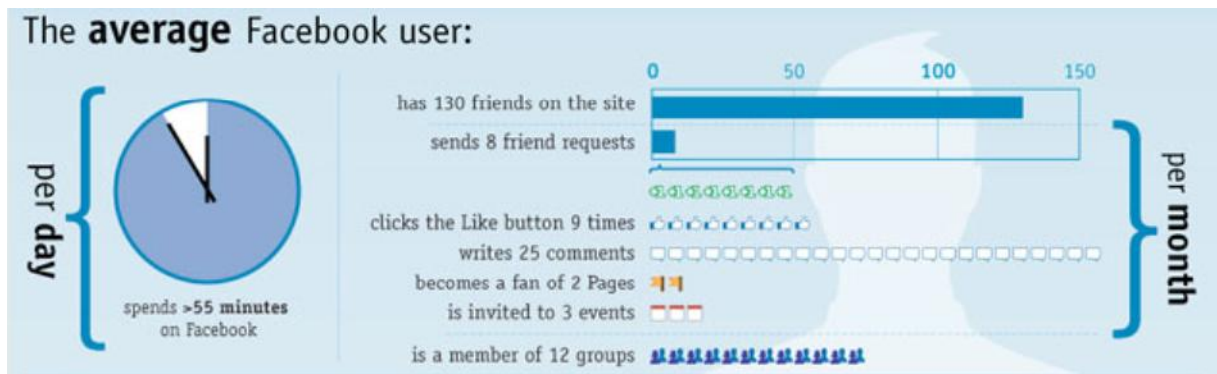 The average Facebook user:
per day
spends >55 minutes
on Facebook
0 50 100 150
has 130 friends on the site
sends 8 friend requests
clicks the Like button 9 times
writes 25 comments
becomes a fan of 2 Pages
is invited to 3 events
is a member of 12 groups
per month